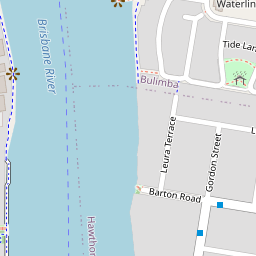 Waterlin
Tide Lan
Brisbane River
Bulimba
Leura Terrace
Gordon Street
Barton Road
Hawthor